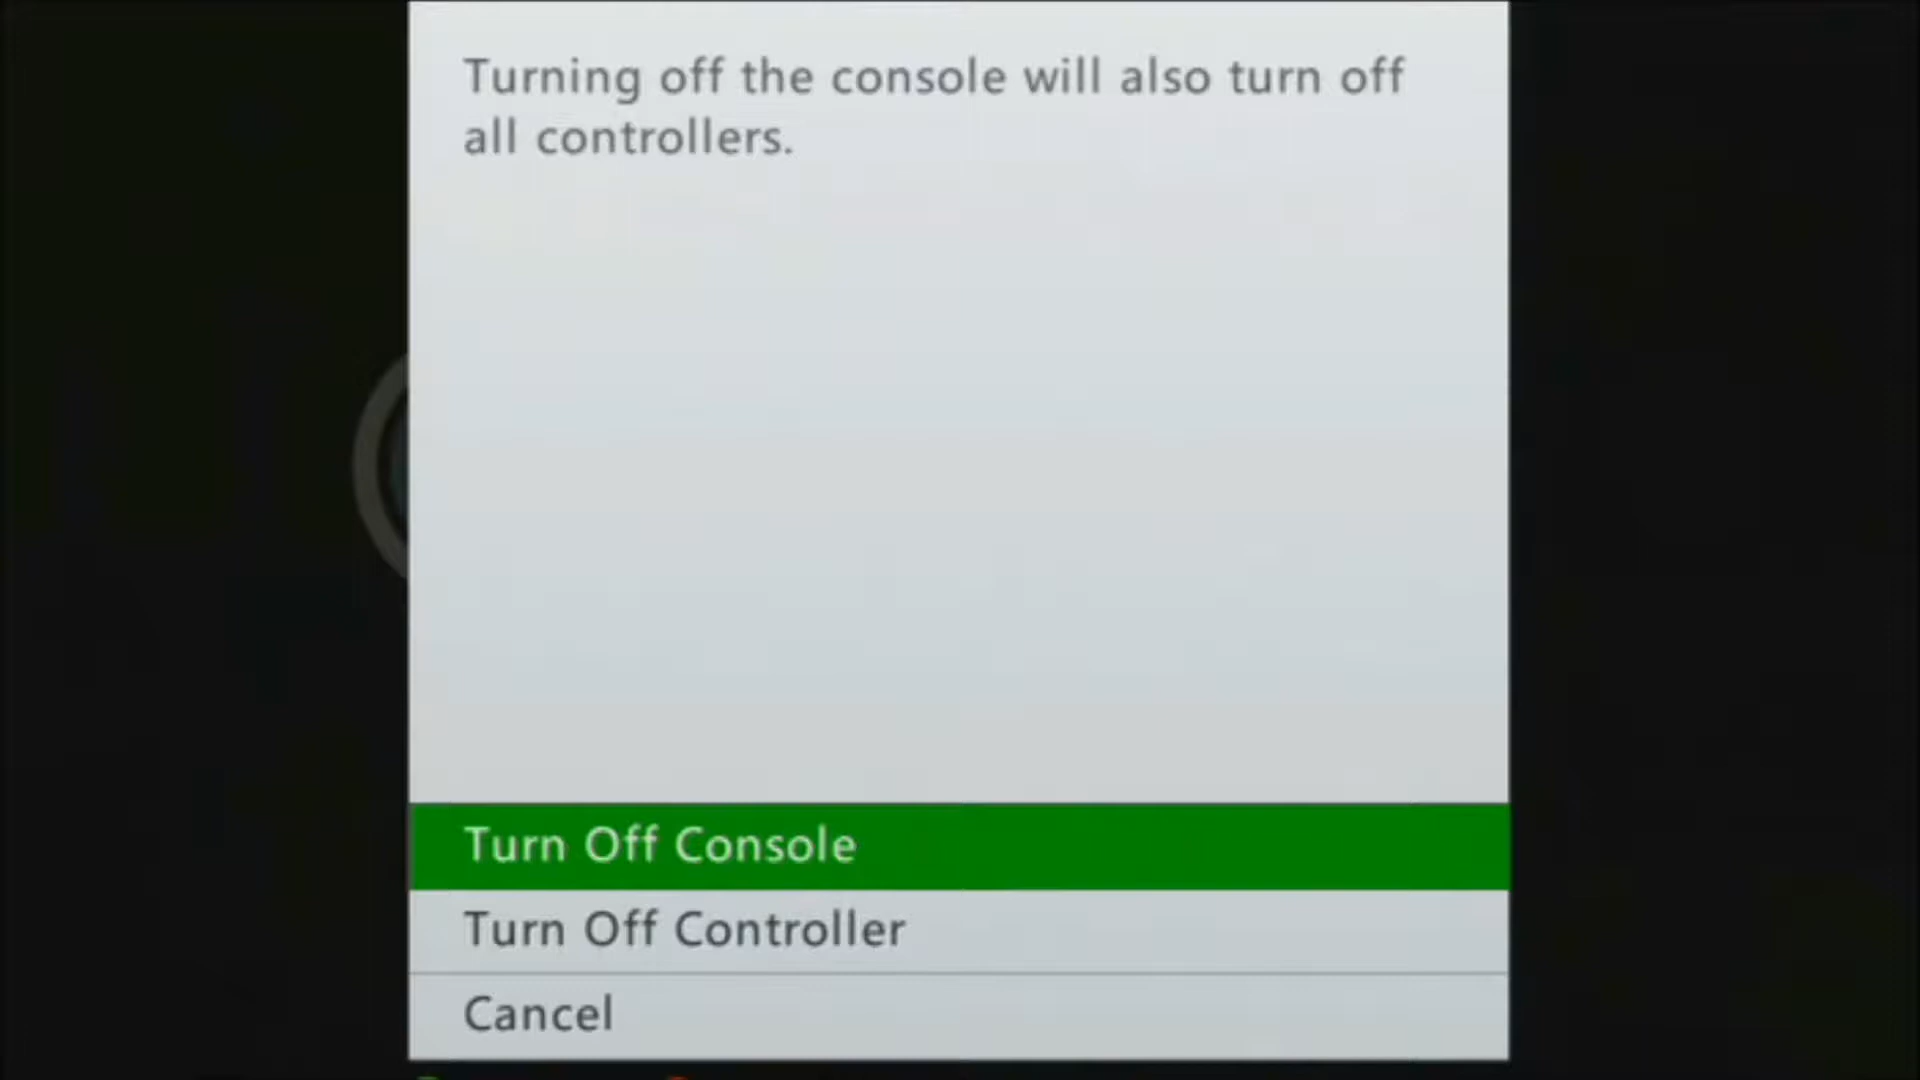 Turning off the console will also turn off
all controllers.
Turn Off Console
Turn Off Controller
Cancel